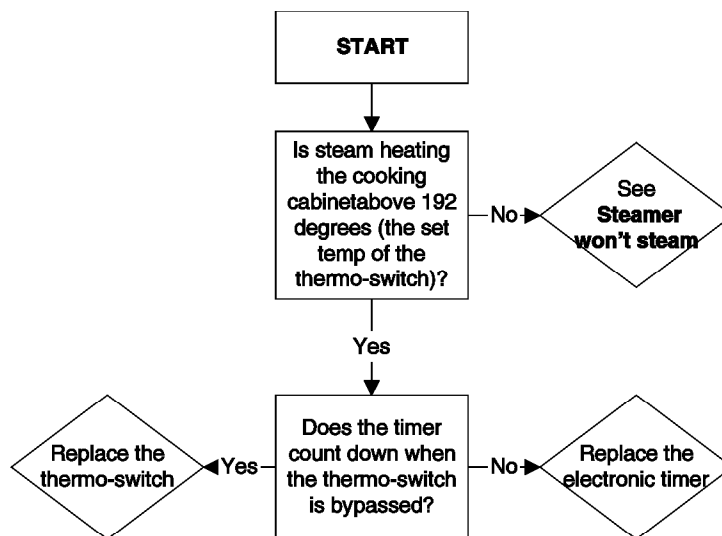 START
Is steam heating
the cooking
cabinetabove 192
degrees (the set
temp of the
thermo-switch)?
No
See
Steamer
won't steam
Yes
Does the timer
count down when
the thermo-switch
is bypassed?
Yes
Replace the
thermo-switch
No
Replace the
electronic timer